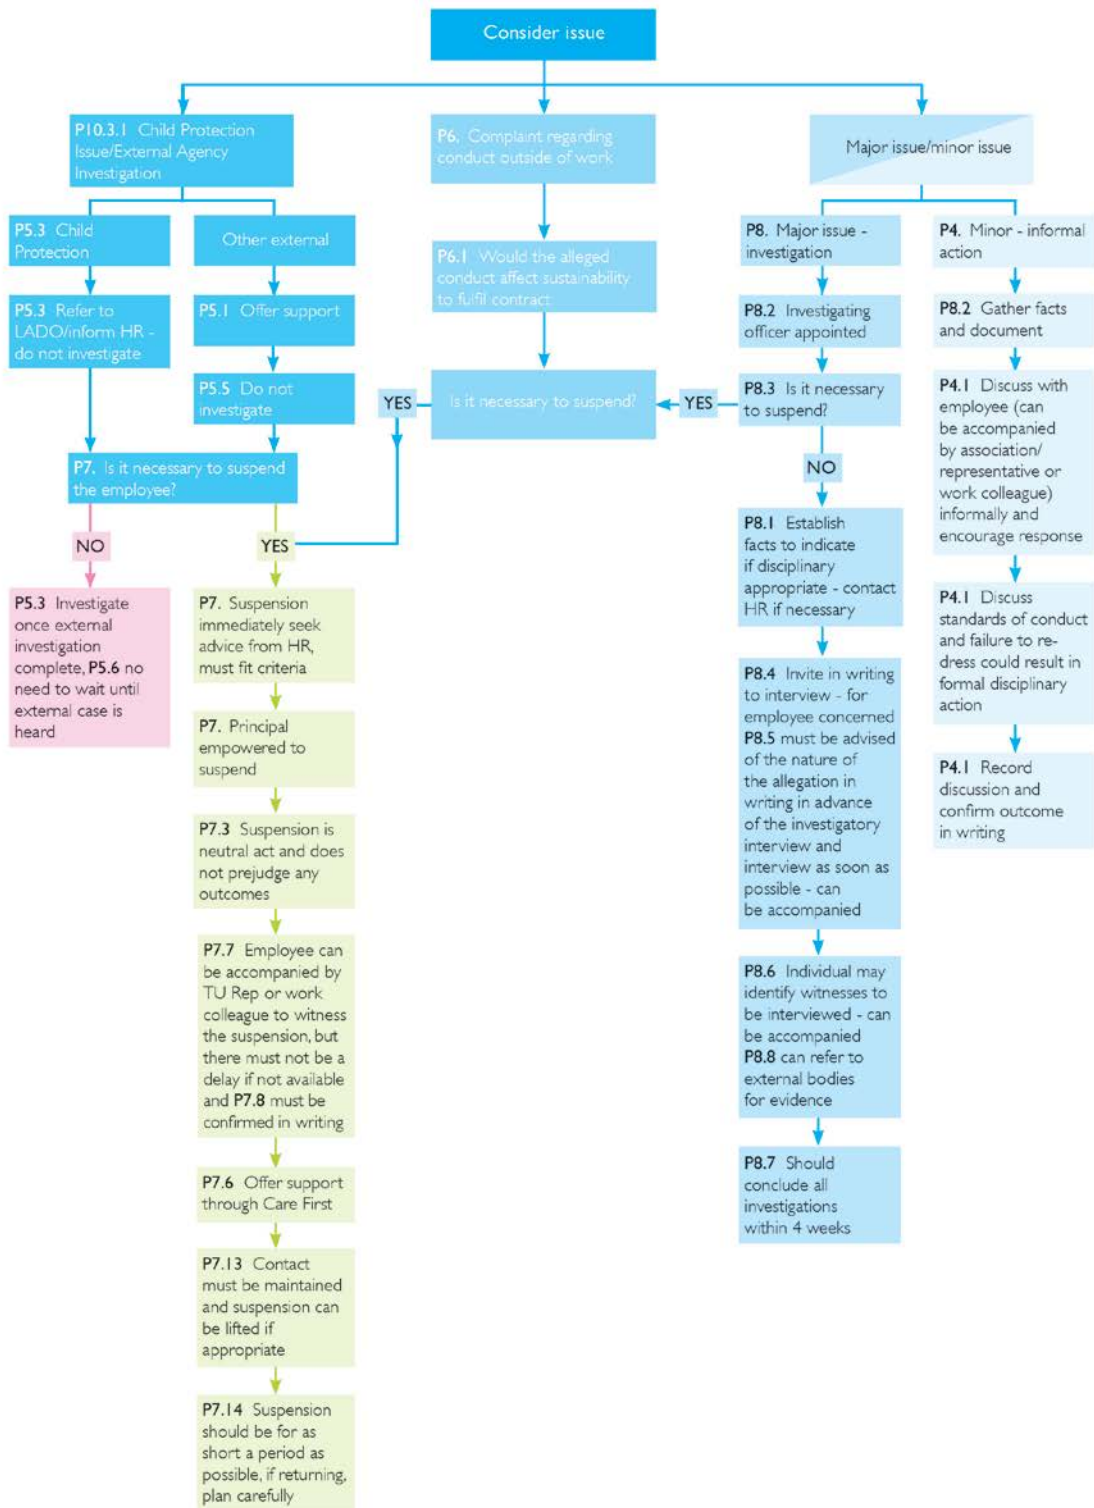 Consider issue
P10.3.1 Child Protection
Issue/External Agency
Investigation
P5.3 Child
Protection
Other external
P5.3 Refer to
LADO/inform HR -
do not investigate
P5.1 Offer support
P5.5 Do not
investigate
P7. Is it necessary to suspend
the employee?
NO
YES
P5.3 Investigate
once external
investigation
complete, P5.6 no
need to wait until
external case is
heard
P7. Suspension
immediately seek
advice from HR,
must fit criteria
P7. Principal
empowered to
suspend
P7.3 Suspension is
neutral act and does
not prejudge any
outcomes
P7.7 Employee can
be accompanied by
TU Rep or work
colleague to witness
the suspension, but
there must not be a
delay if not available
and P7.8 must be
confirmed in writing
P7.6 Offer support
through Care First
P7.13 Contact
must be maintained
and suspension can
be lifted if
appropriate
P7.14 Suspension
should be for as
short a period as
possible, if returning,
plan carefully
P6. Complaint regarding
conduct outside of work
P6.1 Would the alleged
conduct affect sustainability
to fulfil contract
YES
Is it necessary to suspend?
YES
Major issue/minor issue
P8. Major issue -
investigation
P8.2 Investigating
officer appointed
P8.3 Is it necessary
to suspend?
NO
P8.1 Establish
facts to indicate
if disciplinary
appropriate - contact
HR if necessary
P8.4 Invite in writing
to interview - for
employee concerned
P8.5 must be advised
of the nature of
the allegation in
writing in advance
of the investigatory
interview and
interview as soon as
possible - can
be accompanied
P8.6 Individual may
identify witnesses to
be interviewed - can
be accompanied
P8.8 can refer to
external bodies
for evidence
P8.7 Should
conclude all
investigations
within 4 weeks
P4. Minor - informal
action
P8.2 Gather facts
and document
P4.1 Discuss with
employee (can
be accompanied
by association/
representative or
work colleague)
informally and
encourage response
P4.1 Discuss
standards of conduct
and failure to re-
dress could result in
formal disciplinary
action
P4.1 Record
discussion and
confirm outcome
in writing